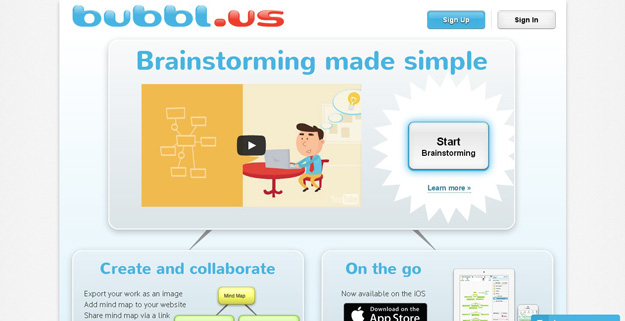 bubbl.us
Sign Up
Sign In
Brainstorming made simple
Start
Brainstorming
Learn more »
Create and collaborate
Export your work as an image
Add mind map to your website
Share mind map via a link
Mind Map
On the go
Now available on the iOS
Download on the
App Store